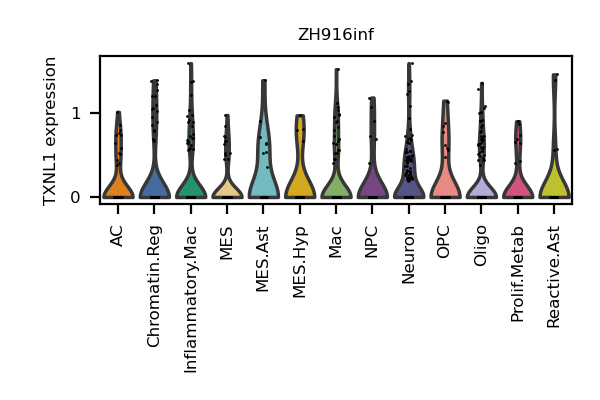 ZH916inf
TXNL1 expression
1
0
AC
Chromatin.Reg
Inflammatory.Mac
MES
MES.Ast
MES.Hyp
Mac
NPC
Neuron
OPC
Oligo
Prolif.Metab
Reactive.Ast